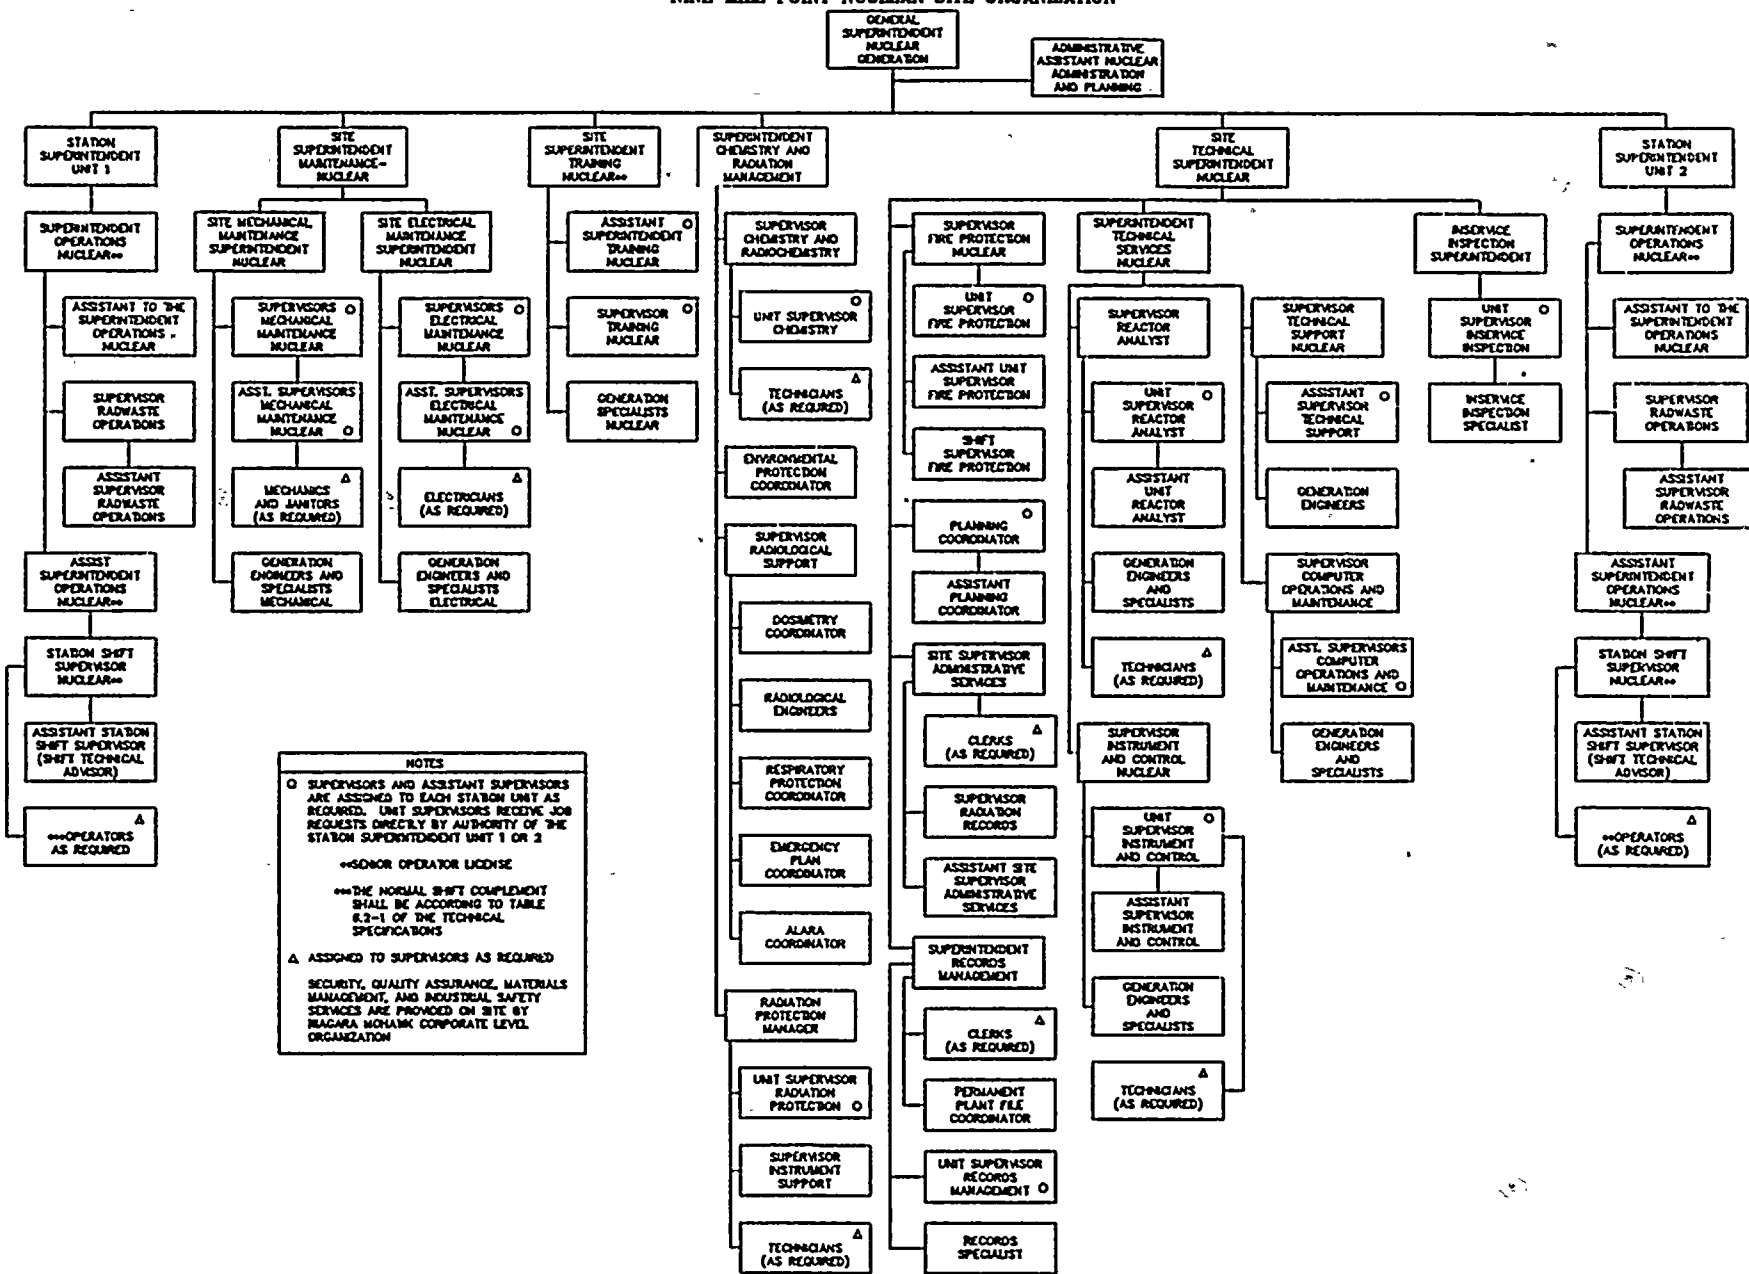 NINE MILE POINT NUCLEAR SITE ORGANIZATION
GENERAL
SUPERINTENDENT
NUCLEAR
GENERATION
ADMINISTRATIVE
ASSISTANT NUCLEAR
ADMINISTRATION
AND PLANNING
STATION
SUPERINTENDENT
UNIT 1
SITE
SUPERINTENDENT
MAINTENANCE-
NUCLEAR
SITE
SUPERINTENDENT
TRAINING
NUCLEAR**
SUPERINTENDENT
CHEMISTRY AND
RADIATION
MANAGEMENT
SITE
TECHNICAL
SUPERINTENDENT
NUCLEAR
STATION
SUPERINTENDENT
UNIT 2
SUPERINTENDENT
OPERATIONS
NUCLEAR**
ASSISTANT TO THE
SUPERINTENDENT
OPERATIONS
NUCLEAR
SUPERVISOR
RADWASTE
OPERATIONS
ASSISTANT
SUPERVISOR
RADWASTE
OPERATIONS
ASSIST
SUPERINTENDENT
OPERATIONS
NUCLEAR**
STATION SHIFT
SUPERVISOR
NUCLEAR**
ASSISTANT STATION
SHIFT SUPERVISOR
(SHIFT TECHNICAL
ADVISOR)
△
***OPERATORS
AS REQUIRED
SITE MECHANICAL
MAINTENANCE
SUPERINTENDENT
NUCLEAR
SUPERVISORS O
MECHANICAL
MAINTENANCE
NUCLEAR
ASST. SUPERVISORS
MECHANICAL
MAINTENANCE
NUCLEAR O
△
MECHANICS
AND JANITORS
(AS REQUIRED)
GENERATION
ENGINEERS AND
SPECIALISTS
MECHANICAL
SITE ELECTRICAL
MAINTENANCE
SUPERINTENDENT
NUCLEAR
SUPERVISORS O
ELECTRICAL
MAINTENANCE
NUCLEAR
ASST. SUPERVISORS
ELECTRICAL
MAINTENANCE
NUCLEAR O
△
ELECTRICIANS
(AS REQUIRED)
GENERATION
ENGINEERS AND
SPECIALISTS
ELECTRICAL
ASSISTANT O
SUPERINTENDENT
TRAINING
NUCLEAR
O
SUPERVISOR
TRAINING
NUCLEAR
GENERATION
SPECIALISTS
NUCLEAR
SUPERVISOR
CHEMISTRY AND
RADIOCHEMISTRY
O
UNIT SUPERVISOR
CHEMISTRY
△
TECHNICIANS
(AS REQUIRED)
ENVIRONMENTAL
PROTECTION
COORDINATOR
SUPERVISOR
RADIOLOGICAL
SUPPORT
DOSIMETRY
COORDINATOR
RADIOLOGICAL
ENGINEERS
RESPIRATORY
PROTECTION
COORDINATOR
EMERGENCY
PLAN
COORDINATOR
ALARA
COORDINATOR
RADIATION
PROTECTION
MANAGER
UNIT SUPERVISOR
RADIATION
PROTECTION O
SUPERVISOR
INSTRUMENT
SUPPORT
△
TECHNICIANS
(AS REQUIRED)
SUPERVISOR
FIRE PROTECTION
NUCLEAR
UNIT O
SUPERVISOR
FIRE PROTECTION
ASSISTANT UNIT
SUPERVISOR
FIRE PROTECTION
SHIFT
SUPERVISOR
FIRE PROTECTION
O
PLANNING
COORDINATOR
ASSISTANT
PLANNING
COORDINATOR
SITE SUPERVISOR
ADMINISTRATIVE
SERVICES
△
CLERKS
(AS REQUIRED)
SUPERVISOR
RADIATION
RECORDS
ASSISTANT SITE
SUPERVISOR
ADMINISTRATIVE
SERVICES
SUPERINTENDENT
RECORDS
MANAGEMENT
△
CLERKS
(AS REQUIRED)
PERMANENT
PLANT FILE
COORDINATOR
UNIT SUPERVISOR
RECORDS
MANAGEMENT O
RECORDS
SPECIALIST
SUPERINTENDENT
TECHNICAL
SERVICES
NUCLEAR
SUPERVISOR
REACTOR
ANALYST
UNIT O
SUPERVISOR
REACTOR
ANALYST
ASSISTANT
UNIT
REACTOR
ANALYST
GENERATION
ENGINEERS
AND
SPECIALISTS
△
TECHNICIANS
(AS REQUIRED)
SUPERVISOR
INSTRUMENT
AND CONTROL
NUCLEAR
UNIT O
SUPERVISOR
INSTRUMENT
AND CONTROL
ASSISTANT
SUPERVISOR
INSTRUMENT
AND CONTROL
GENERATION
ENGINEERS
AND
SPECIALISTS
△
TECHNICIANS
(AS REQUIRED)
SUPERVISOR
TECHNICAL
SUPPORT
NUCLEAR
ASSISTANT O
SUPERVISOR
TECHNICAL
SUPPORT
GENERATION
ENGINEERS
SUPERVISOR
COMPUTER
OPERATIONS AND
MAINTENANCE
ASST. SUPERVISORS
COMPUTER
OPERATIONS AND
MAINTENANCE O
GENERATION
ENGINEERS
AND
SPECIALISTS
INSERVICE
INSPECTION
SUPERINTENDENT
UNIT O
SUPERVISOR
INSERVICE
INSPECTION
INSERVICE
INSPECTION
SPECIALIST
SUPERINTENDENT
OPERATIONS
NUCLEAR**
ASSISTANT TO THE
SUPERINTENDENT
OPERATIONS
NUCLEAR
SUPERVISOR
RADWASTE
OPERATIONS
ASSISTANT
SUPERVISOR
RADWASTE
OPERATIONS
ASSISTANT
SUPERINTENDENT
OPERATIONS
NUCLEAR**
STATION SHIFT
SUPERVISOR
NUCLEAR**
ASSISTANT STATION
SHIFT SUPERVISOR
(SHIFT TECHNICAL
ADVISOR)
△
**OPERATORS
(AS REQUIRED)
NOTES
O SUPERVISORS AND ASSISTANT SUPERVISORS
ARE ASSIGNED TO EACH STATION UNIT AS
REQUIRED. UNIT SUPERVISORS RECEIVE JOB
REQUESTS DIRECTLY BY AUTHORITY OF THE
STATION SUPERINTENDENT UNIT 1 OR 2
**SENIOR OPERATOR LICENSE
***THE NORMAL SHIFT COMPLEMENT
SHALL BE ACCORDING TO TABLE
6.2-1 OF THE TECHNICAL
SPECIFICATIONS
△ ASSIGNED TO SUPERVISORS AS REQUIRED
SECURITY, QUALITY ASSURANCE, MATERIALS
MANAGEMENT, AND INDUSTRIAL SAFETY
SERVICES ARE PROVIDED ON SITE BY
NIAGARA MOHAWK CORPORATE LEVEL
ORGANIZATION